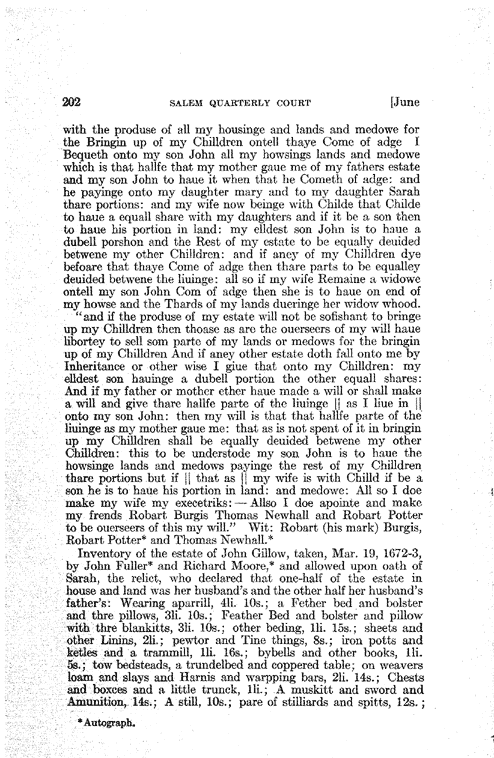 202 SALEM QUARTERLY COURT [June
with the produse of all my housinge and lands and medowe for
the Bringin up of my Chilldren ontell thaye Come of adge I
Bequeth onto my son John all my howsings lands and medowe
which is that hallfe that my mother gaue me of my fathers estate
and my son John to haue it when that he Cometh of adge: and
he payinge onto my daughter mary and to my daughter Sarah
thare portions: and my wife now beinge with Childe that Childe
to haue a equall share with my daughters and if it be a son then
to haue his portion in land: my elldest son John is to haue a
dubell porshon and the Rest of my estate to be equally deuided
betwene my other Chilldren: and if aney of my Chilldren dye
befoare that thaye Come of adge then thare parts to be equalley
deuided betwene the liuinge: all so if my wife Remaine a widowe
ontell my son John Com of adge then she is to haue on end of
my howse and the Thards of my lands dueringe her widow whood.
"and if the produse of my estate will not be sofishant to bringe
up my Chilldren then thoase as are the ouerseers of my will haue
libortey to sell som parte of my lands or medows for the bringin
up of my Chilldren And if aney other estate doth fall onto me by
Inheritance or other wise I giue that onto my Chilldren: my
elldest son hauinge a dubell portion the other equall shares:
And if my father or mother ether haue made a will or shall make
a will and give thare hallfe parte of the liuinge || as I liue in ||
onto my son John: then my will is that that hallfe parte of the
liuinge as my mother gaue me: that as is not spent of it in bringin
up my Chilldren shall be equally deuided betwene my other
Chilldren: this to be understode my son John is to haue the
howsinge lands and medows payinge the rest of my Chilldren
thare portions but if || that as || my wife is with Chilld if be a
son he is to haue his portion in land: and medowe: All so I doe
make my wife my execetriks:—Allso I doe apointe and make
my frends Robart Burgis Thomas Newhall and Robart Potter
to be ouerseers of this my will." Wit: Robart (his mark) Burgis,
Robart Potter* and Thomas Newhall.*
Inventory of the estate of John Gillow, taken, Mar. 19, 1672-3,
by John Fuller* and Richard Moore,* and allowed upon oath of
Sarah, the relict, who declared that one-half of the estate in
house and land was her husband's and the other half her husband's
father's: Wearing aparrill, 4li. 10s.; a Fether bed and bolster
and thre pillows, 3li. 10s.; Feather Bed and bolster and pillow
with thre blankitts, 3li. 10s.; other beding, 1li. 15s.; sheets and
other Linins, 2li.; pewtor and Tine things, 8s.; iron potts and
ketles and a trammill, 1li. 16s.; bybells and other books, 1li.
5s.; tow bedsteads, a trundelbed and coppered table; on weavers
loam and slays and Harnis and warpping bars, 2li. 14s.; Chests
and boxces and a little trunck, 1li.; A muskitt and sword and
Amunition, 14s.; A still, 10s.; pare of stilliards and spitts, 12s.;
*Autograph.